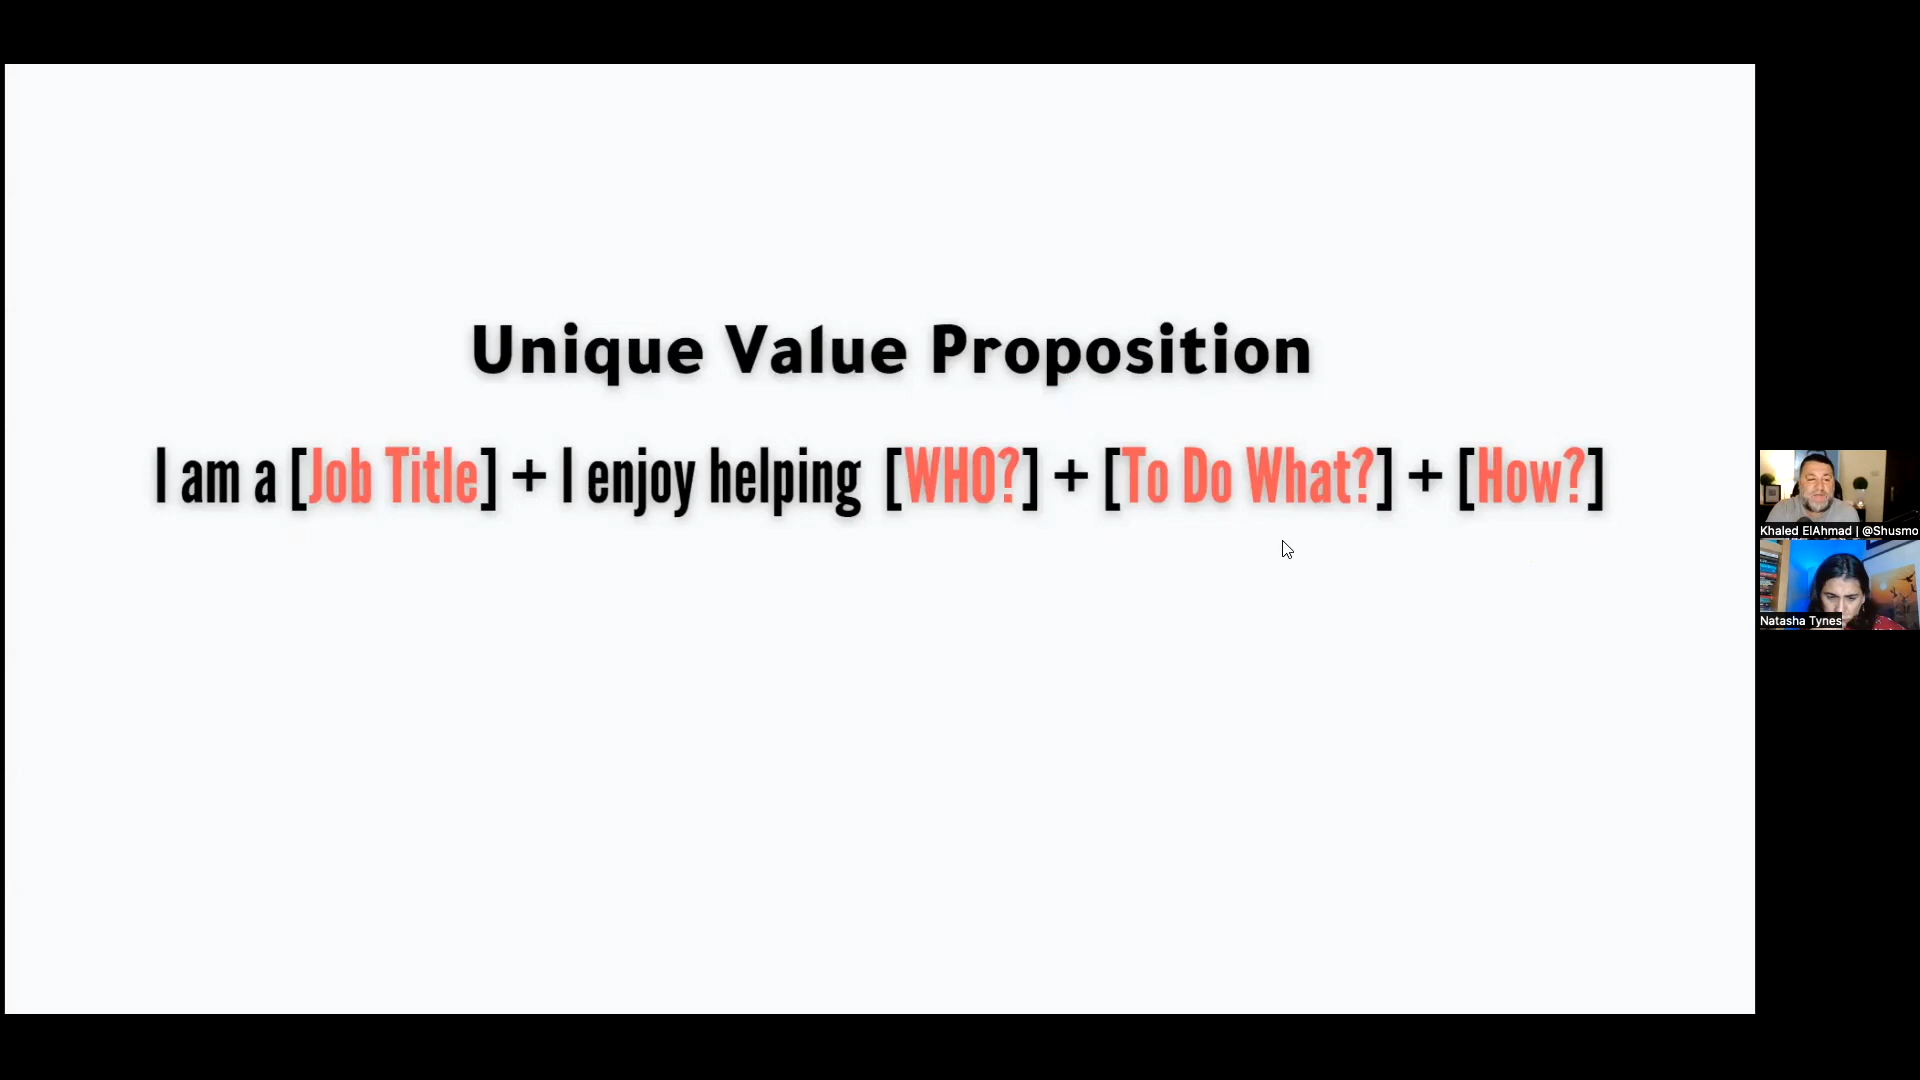 Unique Value Proposition
I am a [Job Title] + I enjoy helping [WHO?] + [To Do What?] + [How?]
Khaled ElAhmad | @Shusmo
Natasha Tynes